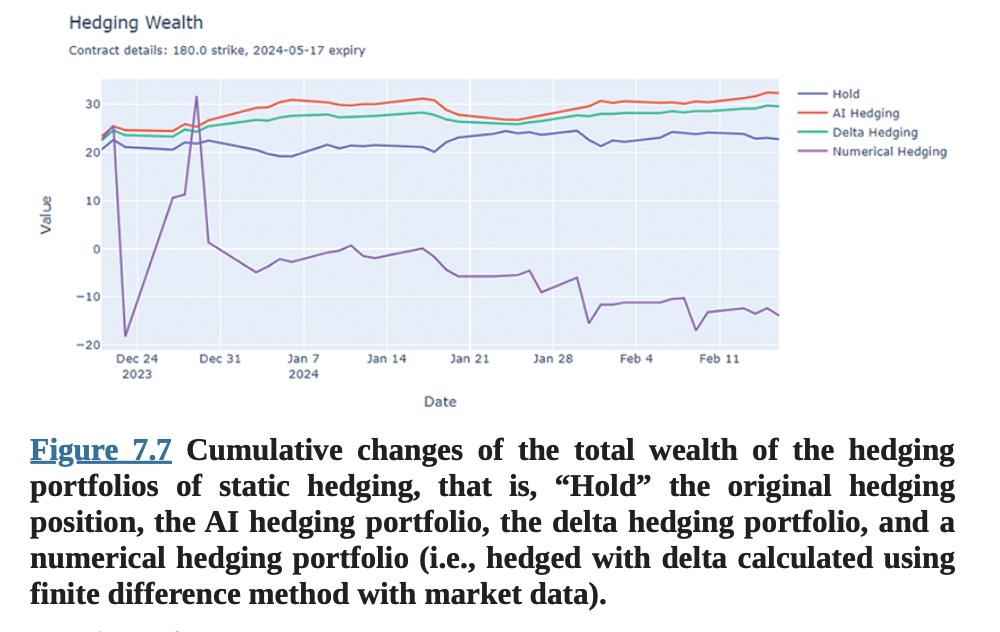 Hedging Wealth
Contract details: 180.0 strike, 2024-05-17 expiry
Hold
AI Hedging
Delta Hedging
Numerical Hedging
Value
30
20
10
0
−10
−20
Dec 24
2023
Dec 31
Jan 7
2024
Jan 14
Jan 21
Jan 28
Feb 4
Feb 11
Date
Figure 7.7 Cumulative changes of the total wealth of the hedging
portfolios of static hedging, that is, “Hold” the original hedging
position, the AI hedging portfolio, the delta hedging portfolio, and a
numerical hedging portfolio (i.e., hedged with delta calculated using
finite difference method with market data).